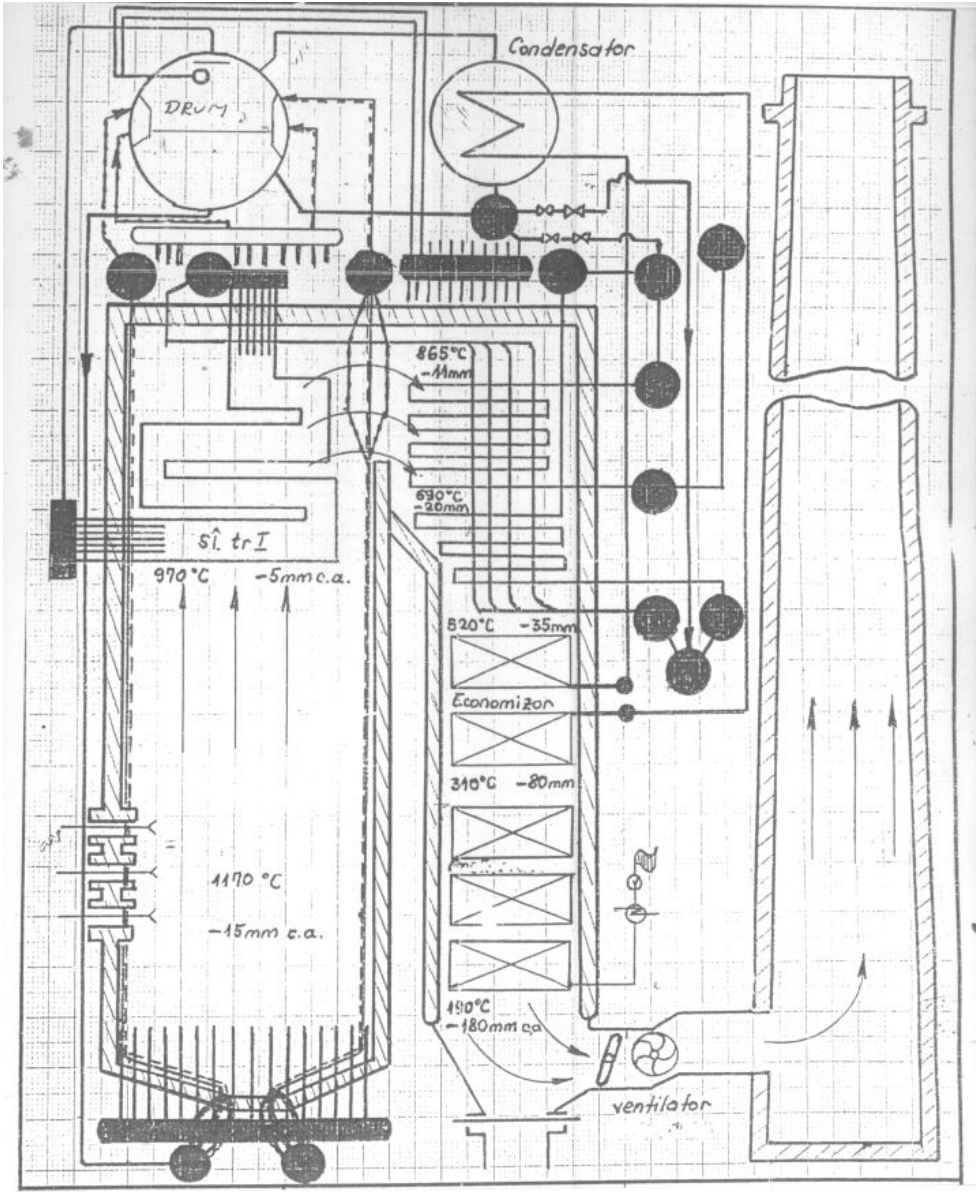 Condensator
DRUM
865°C
-11mm
690°C
-20mm
sî. tr I
970°C -5mm c.a.
520°C -35mm
Economizor
310°C -80mm
1170°C
-15mm c.a.
190°C
-180mm c.a
ventilator